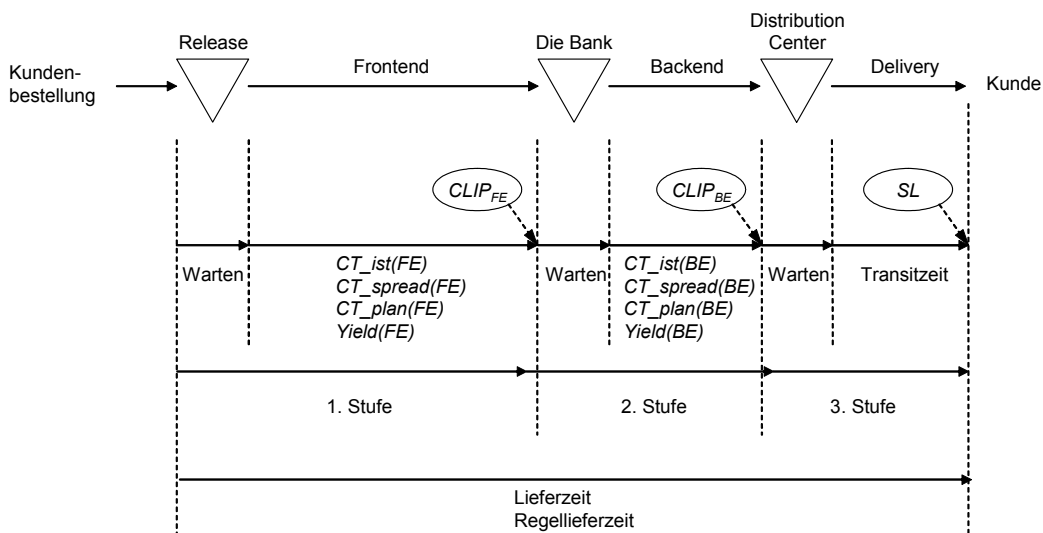 Kunden-
bestellung
Release
Frontend
Die Bank
Backend
Distribution
Center
Delivery
Kunde
CLIP_FE
CLIP_BE
SL
Warten
CT_ist(FE)
CT_spread(FE)
CT_plan(FE)
Yield(FE)
Warten
CT_ist(BE)
CT_spread(BE)
CT_plan(BE)
Yield(BE)
Warten
Transitzeit
1. Stufe
2. Stufe
3. Stufe
Lieferzeit
Regellieferzeit